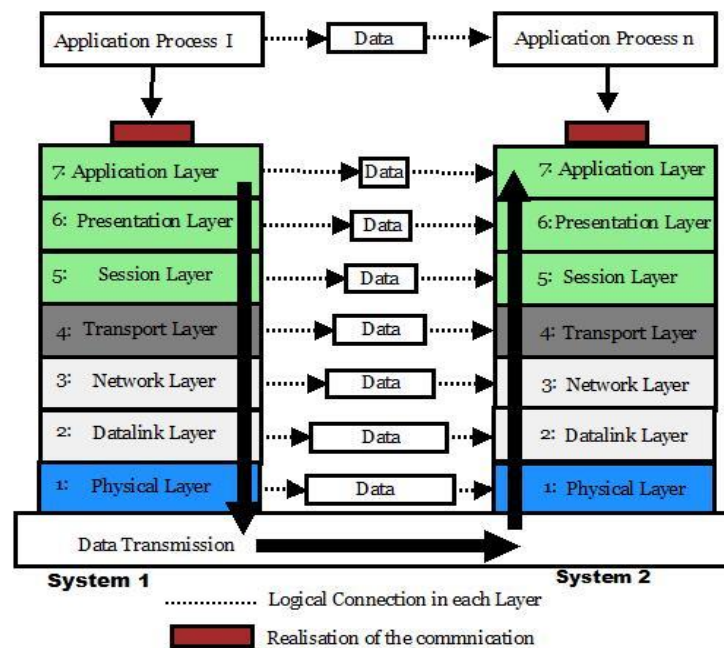 Application Process I
Data
Application Process n
7: Application Layer
Data
7: Application Layer
6: Presentation Layer
Data
6:Presentation Layer
5: Session Layer
Data
5: Session Layer
4: Transport Layer
Data
4: Transport Layer
3: Network Layer
Data
3: Network Layer
2: Datalink Layer
Data
2: Datalink Layer
1: Physical Layer
Data
1: Physical Layer
Data Transmission
System 1
System 2
Logical Connection in each Layer
Realisation of the commnication